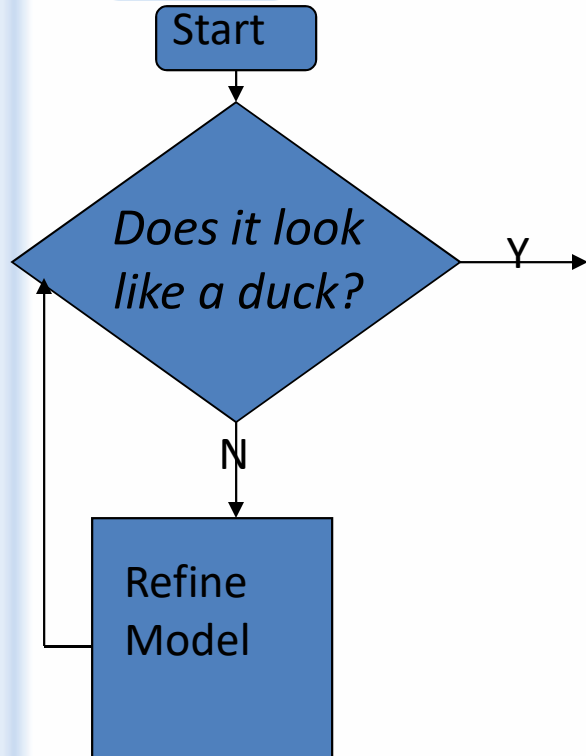 Start
Does it look
like a duck?
Y
N
Refine
Model